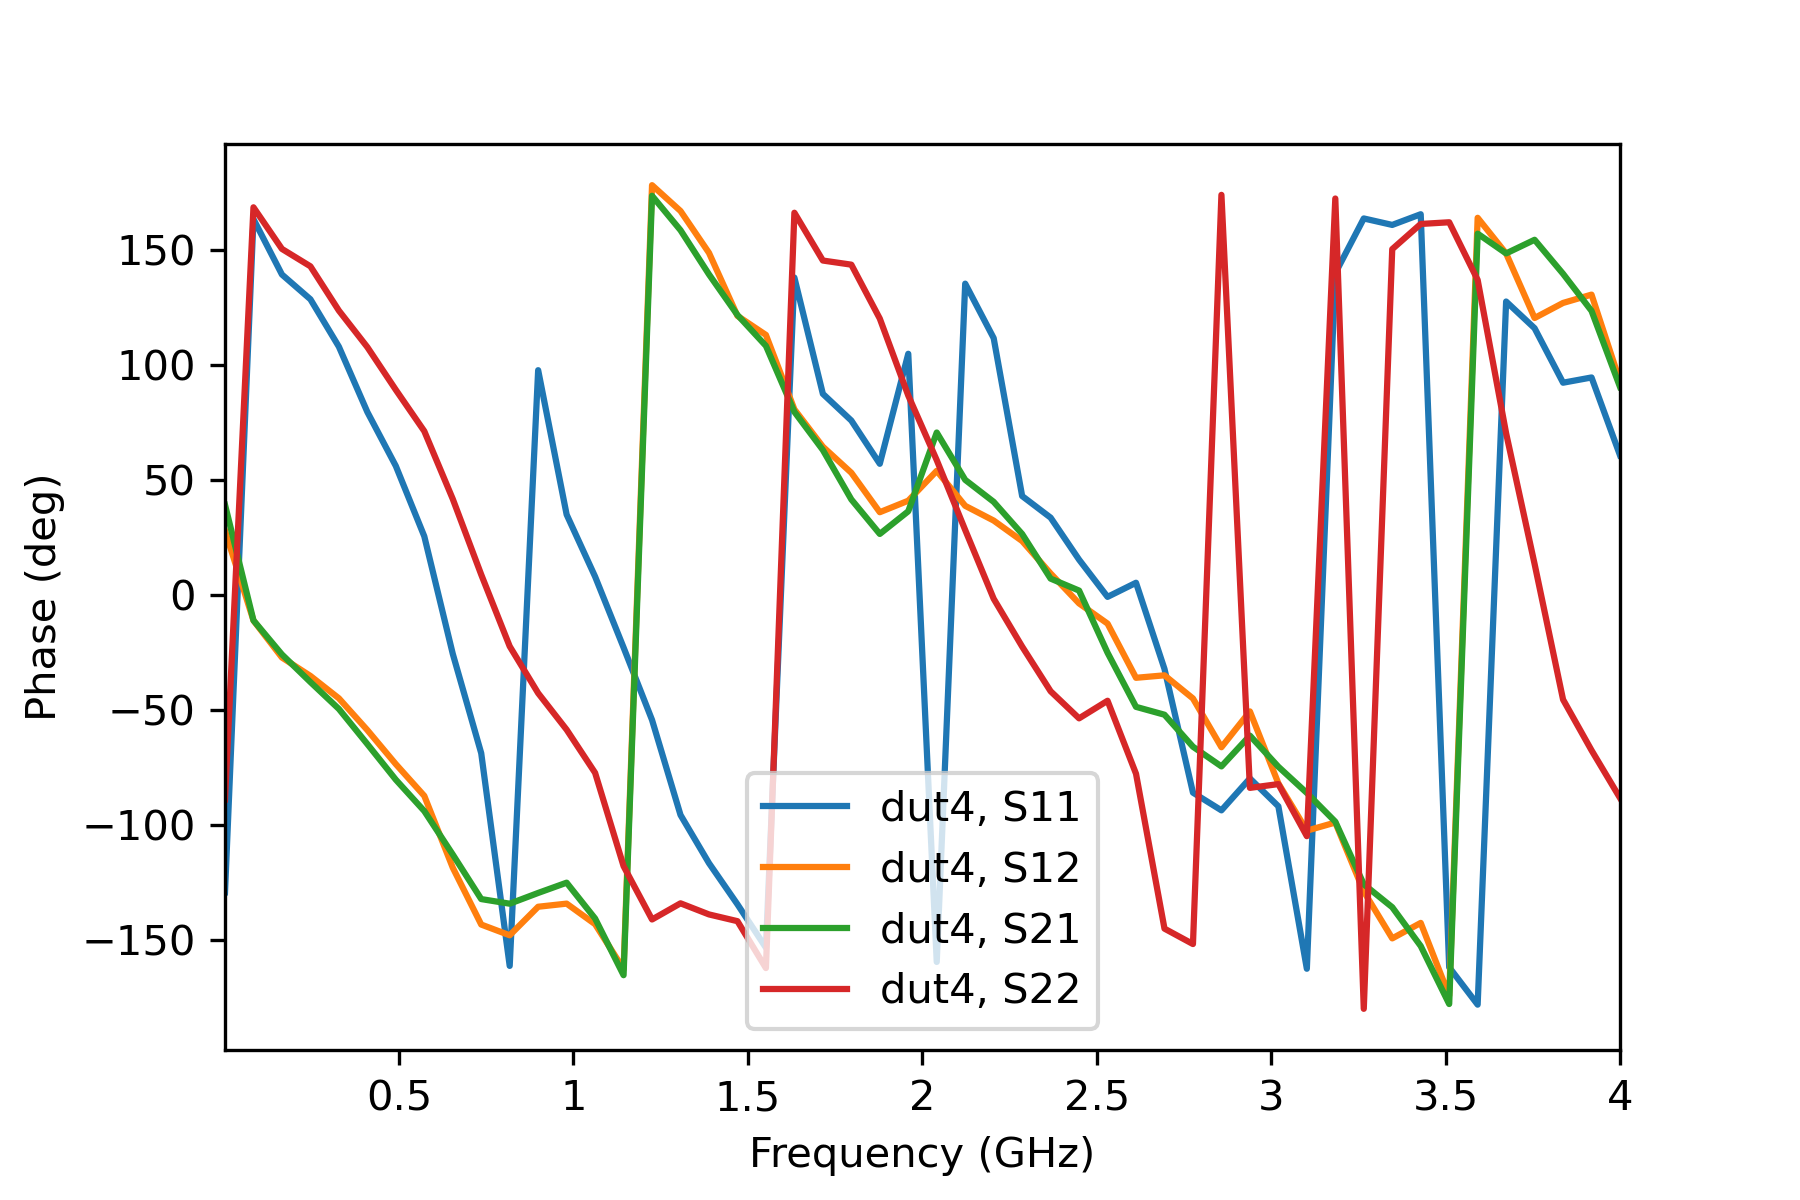 150
100
50
0
−50
−100
−150
Phase (deg)
dut4, S11
dut4, S12
dut4, S21
dut4, S22
0.5 1 1.5 2 2.5 3 3.5 4
Frequency (GHz)